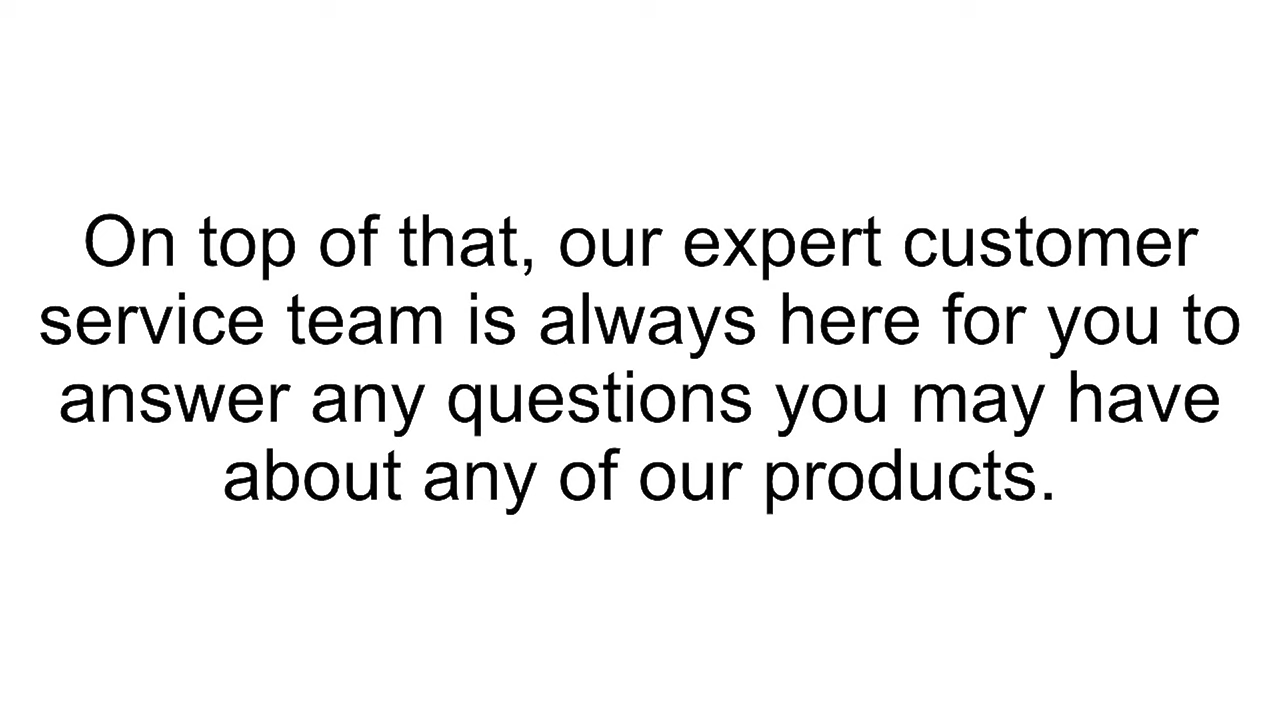 On top of that, our expert customer
service team is always here for you to
answer any questions you may have
about any of our products.